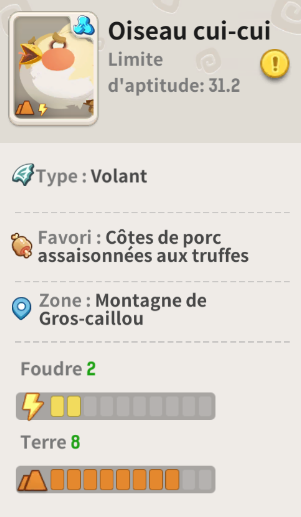 Oiseau cui-cui
Limite
d'aptitude: 31.2
Type : Volant
Favori : Côtes de porc
assaisonnées aux truffes
Zone : Montagne de
Gros-caillou
Foudre 2
Terre 8